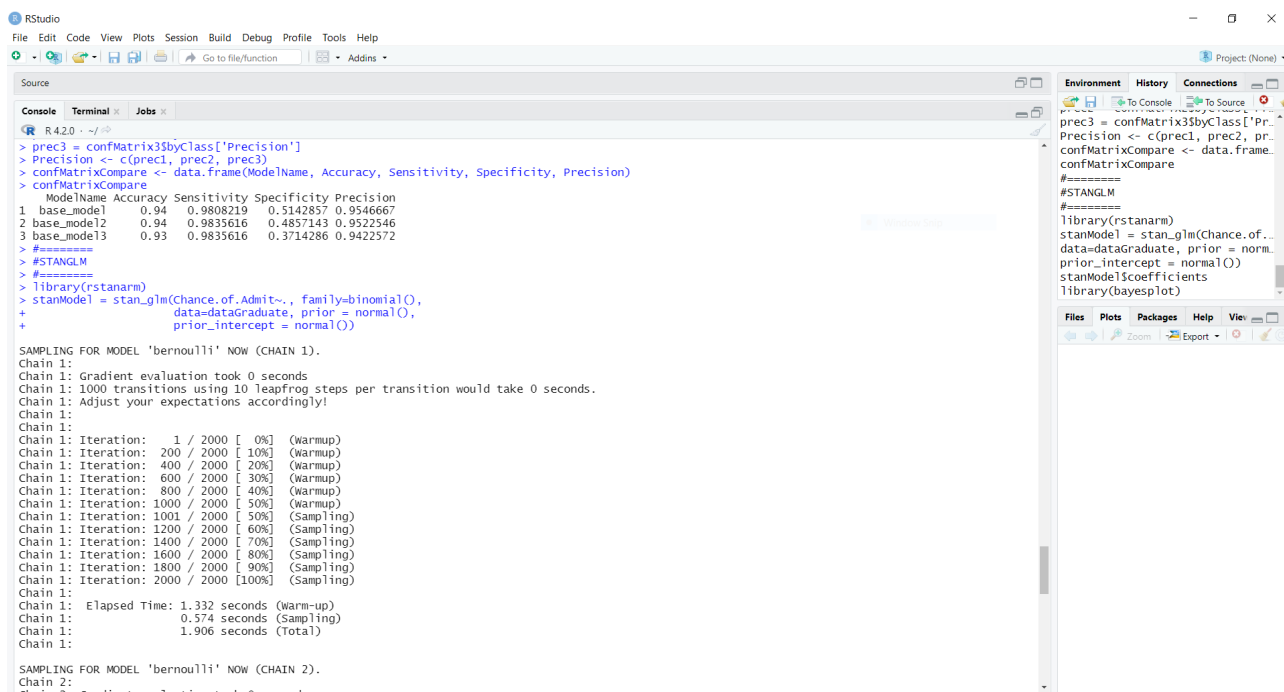 RStudio
File Edit Code View Plots Session Build Debug Profile Tools Help
Go to file/function
Addins
Project: (None)
Source
Console Terminal Jobs
R 4.2.0 · ~/
> prec3 = confMatrix3$byClass['Precision']
> Precision <- c(prec1, prec2, prec3)
> confMatrixCompare <- data.frame(ModelName, Accuracy, Sensitivity, Specificity, Precision)
> confMatrixCompare
ModelName Accuracy Sensitivity Specificity Precision
1 base_model 0.94 0.9808219 0.5142857 0.9546667
2 base_model2 0.94 0.9835616 0.4857143 0.9522546
3 base_model3 0.93 0.9835616 0.3714286 0.9422572
> #========
> #STANGLM
> #========
> library(rstanarm)
> stanModel = stan_glm(Chance.of.Admit~., family=binomial(),
+ data=dataGraduate, prior = normal(),
+ prior_intercept = normal())
SAMPLING FOR MODEL 'bernoulli' NOW (CHAIN 1).
Chain 1:
Chain 1: Gradient evaluation took 0 seconds
Chain 1: 1000 transitions using 10 leapfrog steps per transition would take 0 seconds.
Chain 1: Adjust your expectations accordingly!
Chain 1:
Chain 1:
Chain 1: Iteration: 1 / 2000 [ 0%] (Warmup)
Chain 1: Iteration: 200 / 2000 [ 10%] (Warmup)
Chain 1: Iteration: 400 / 2000 [ 20%] (Warmup)
Chain 1: Iteration: 600 / 2000 [ 30%] (Warmup)
Chain 1: Iteration: 800 / 2000 [ 40%] (Warmup)
Chain 1: Iteration: 1000 / 2000 [ 50%] (Warmup)
Chain 1: Iteration: 1001 / 2000 [ 50%] (Sampling)
Chain 1: Iteration: 1200 / 2000 [ 60%] (Sampling)
Chain 1: Iteration: 1400 / 2000 [ 70%] (Sampling)
Chain 1: Iteration: 1600 / 2000 [ 80%] (Sampling)
Chain 1: Iteration: 1800 / 2000 [ 90%] (Sampling)
Chain 1: Iteration: 2000 / 2000 [100%] (Sampling)
Chain 1:
Chain 1: Elapsed Time: 1.332 seconds (Warm-up)
Chain 1: 0.574 seconds (Sampling)
Chain 1: 1.906 seconds (Total)
Chain 1:
SAMPLING FOR MODEL 'bernoulli' NOW (CHAIN 2).
Chain 2:
Environment History Connections
To Console To Source
prec3 = confMatrix3$byClass['Pr…
Precision <- c(prec1, prec2, pr…
confMatrixCompare <- data.frame…
confMatrixCompare
#========
#STANGLM
#========
library(rstanarm)
stanModel = stan_glm(Chance.of.…
data=dataGraduate, prior = norm…
prior_intercept = normal())
stanModel$coefficients
library(bayesplot)
Files Plots Packages Help Viev
Zoom Export